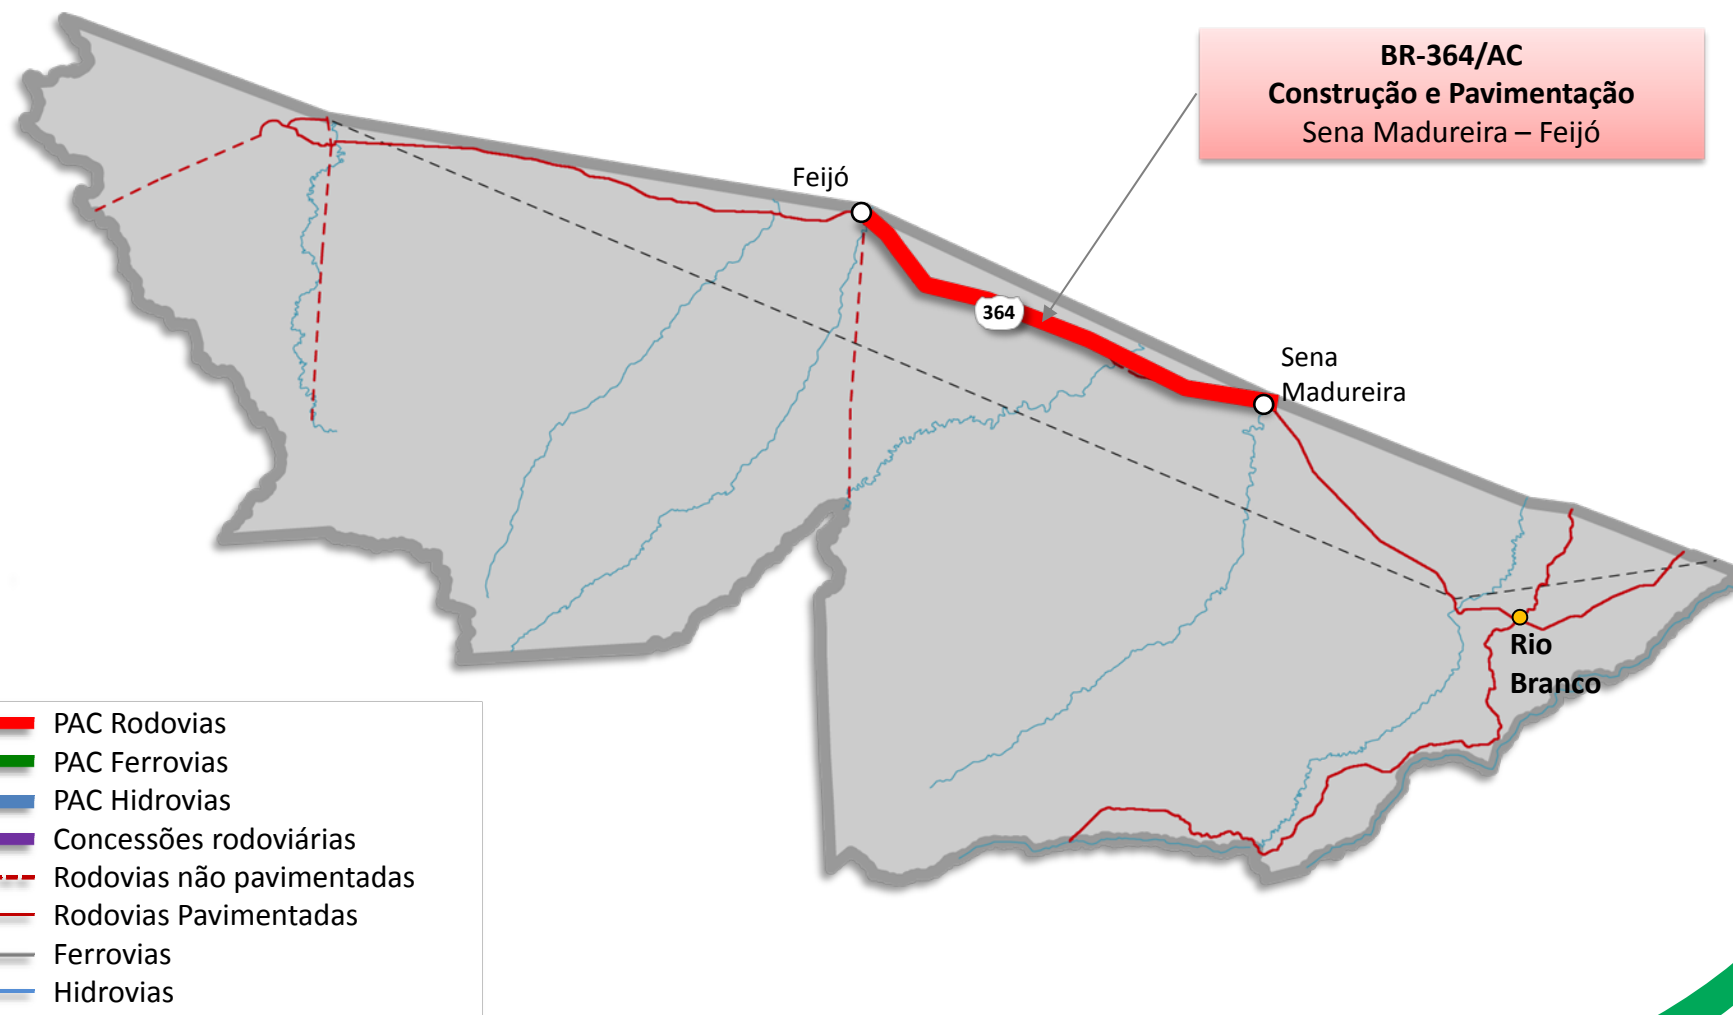 BR-364/AC
Construção e Pavimentação
Sena Madureira – Feijó
Feijó
364
Sena
Madureira
Rio
Branco
PAC Rodovias
PAC Ferrovias
PAC Hidrovias
Concessões rodoviárias
Rodovias não pavimentadas
Rodovias Pavimentadas
Ferrovias
Hidrovias